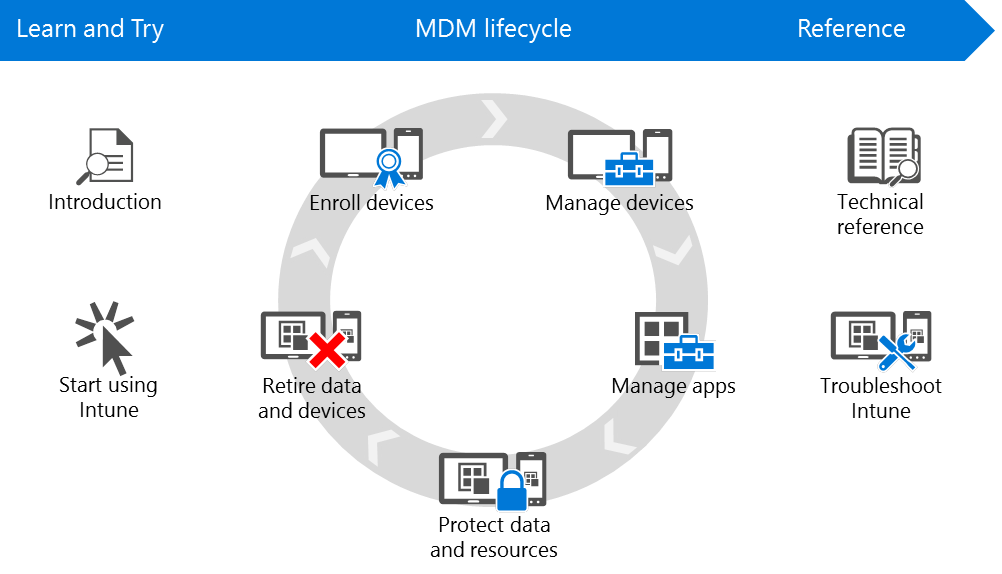 Learn and Try
MDM lifecycle
Reference
Introduction
Enroll devices
Manage devices
Technical
reference
Start using
Intune
Retire data
and devices
Manage apps
Troubleshoot
Intune
Protect data
and resources